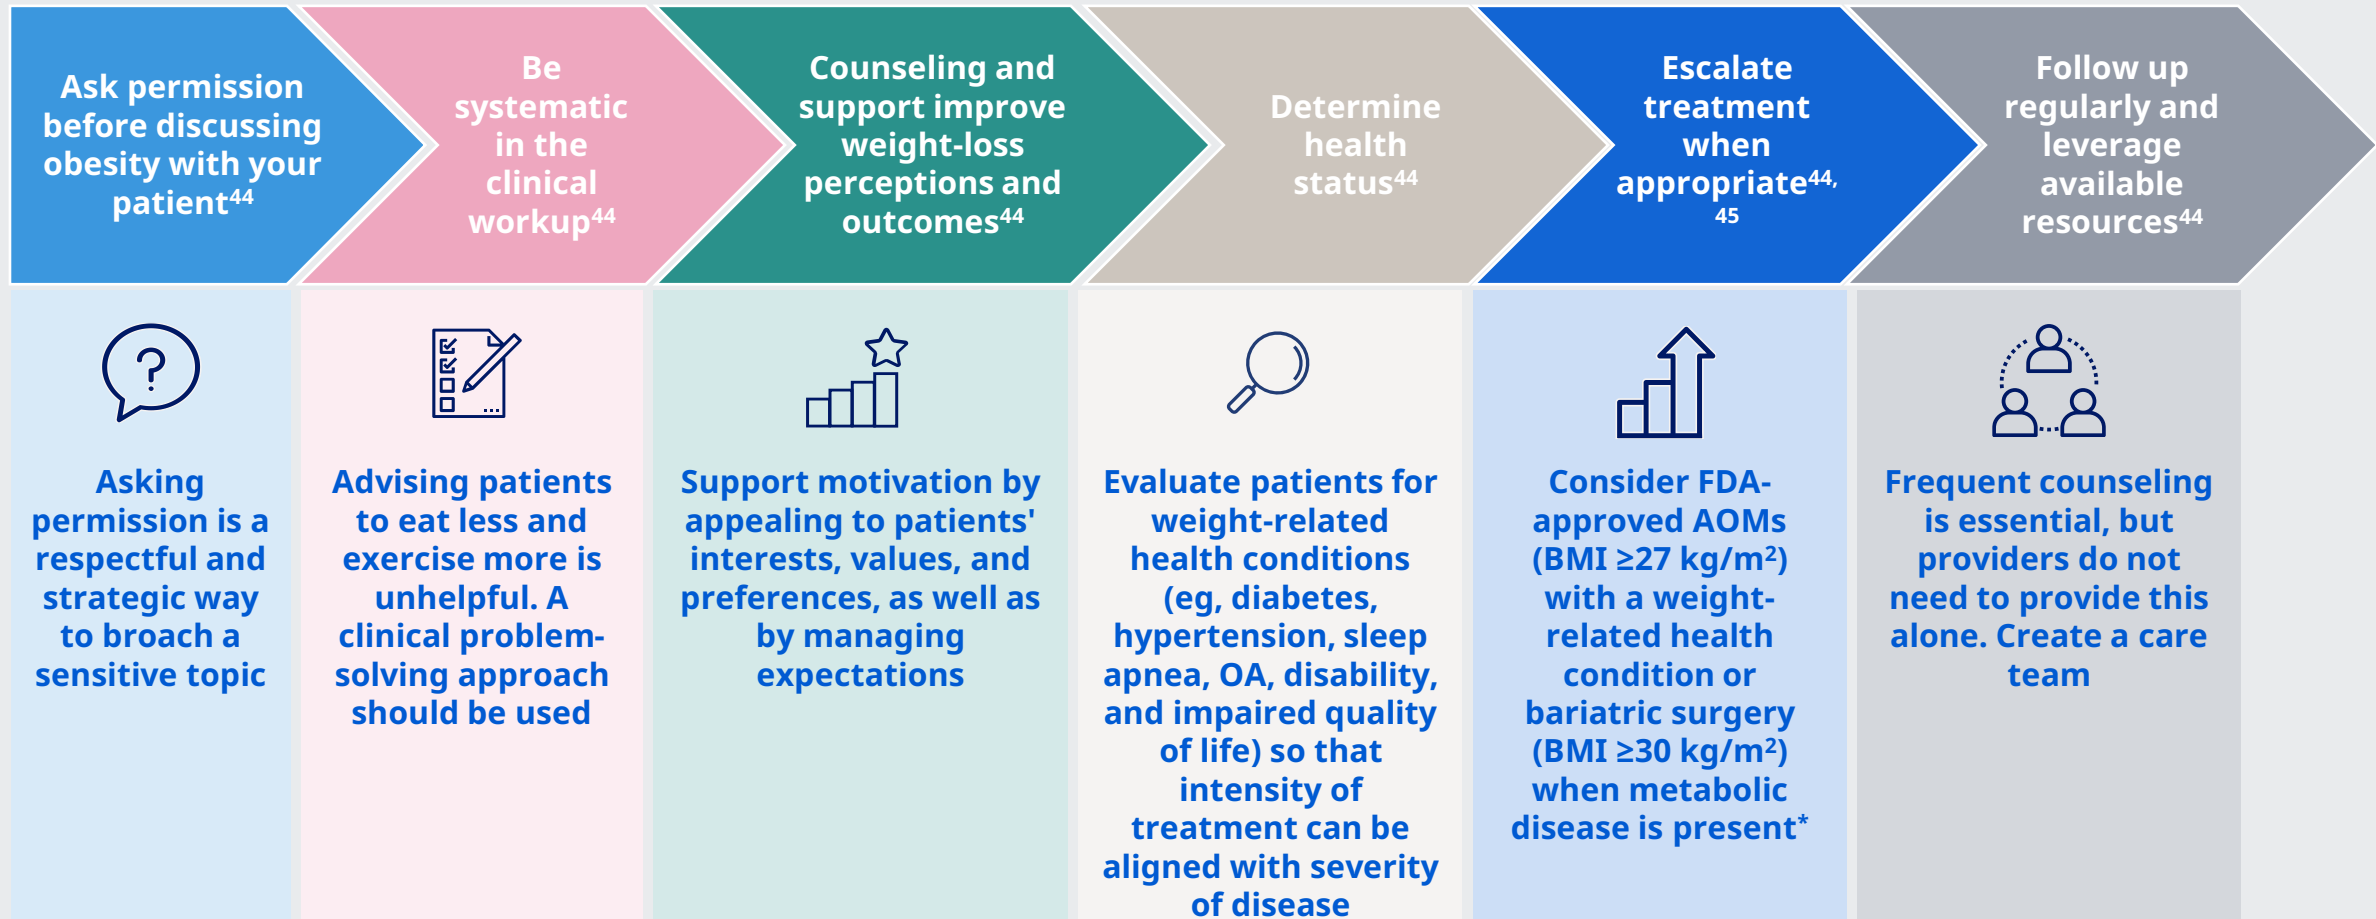 Ask permission
before discussing
obesity with your
patient44
Be
systematic
in the
clinical
workup44
Counseling and
support improve
weight-loss
perceptions and
outcomes44
Determine
health
status44
Escalate
treatment
when
appropriate44,
45
Follow up
regularly and
leverage
available
resources44
Asking
permission is a
respectful and
strategic way
to broach a
sensitive topic
Advising patients
to eat less and
exercise more is
unhelpful. A
clinical problem-
solving approach
should be used
Support motivation by
appealing to patients'
interests, values, and
preferences, as well as
by managing
expectations
Evaluate patients for
weight-related
health conditions
(eg, diabetes,
hypertension, sleep
apnea, OA, disability,
and impaired quality
of life) so that
intensity of
treatment can be
aligned with severity
of disease
Consider FDA-
approved AOMs
(BMI ≥27 kg/m²)
with a weight-
related health
condition or
bariatric surgery
(BMI ≥30 kg/m²)
when metabolic
disease is present*
Frequent counseling
is essential, but
providers do not
need to provide this
alone. Create a care
team